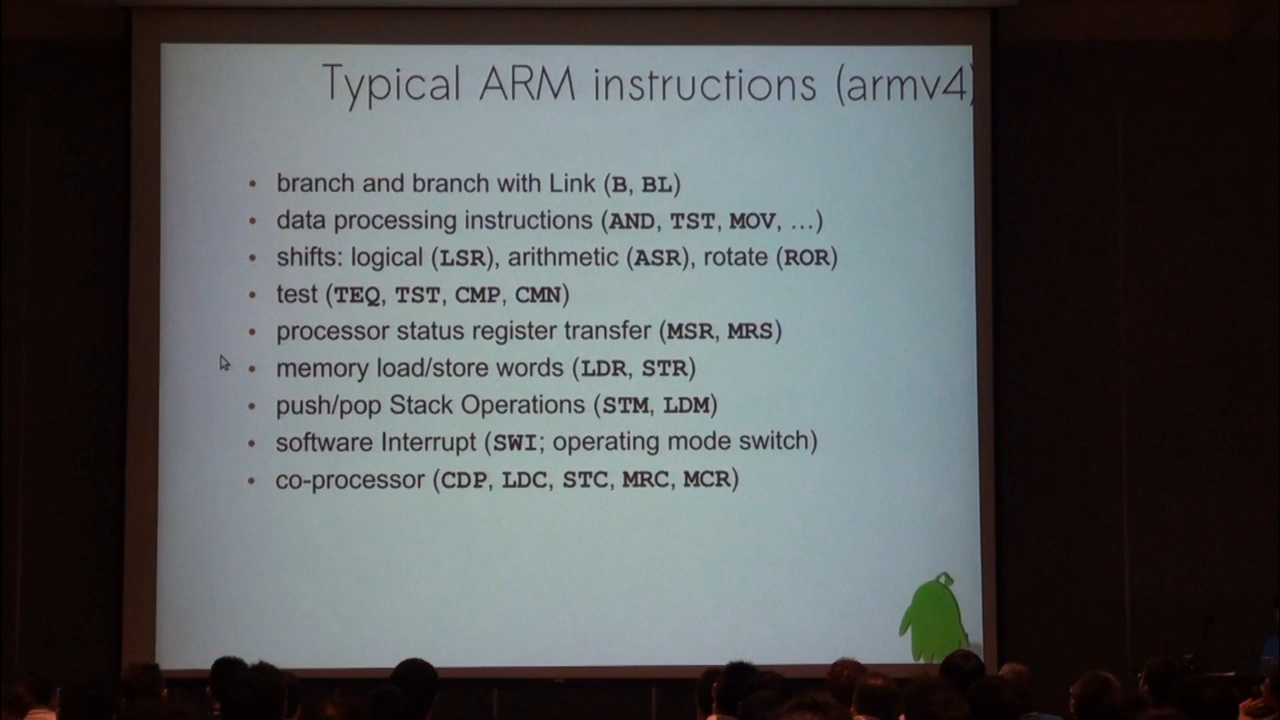 Typical ARM instructions (armv4)
• branch and branch with Link (B, BL)
• data processing instructions (AND, TST, MOV, …)
• shifts: logical (LSR), arithmetic (ASR), rotate (ROR)
• test (TEQ, TST, CMP, CMN)
• processor status register transfer (MSR, MRS)
• memory load/store words (LDR, STR)
• push/pop Stack Operations (STM, LDM)
• software Interrupt (SWI; operating mode switch)
• co-processor (CDP, LDC, STC, MRC, MCR)